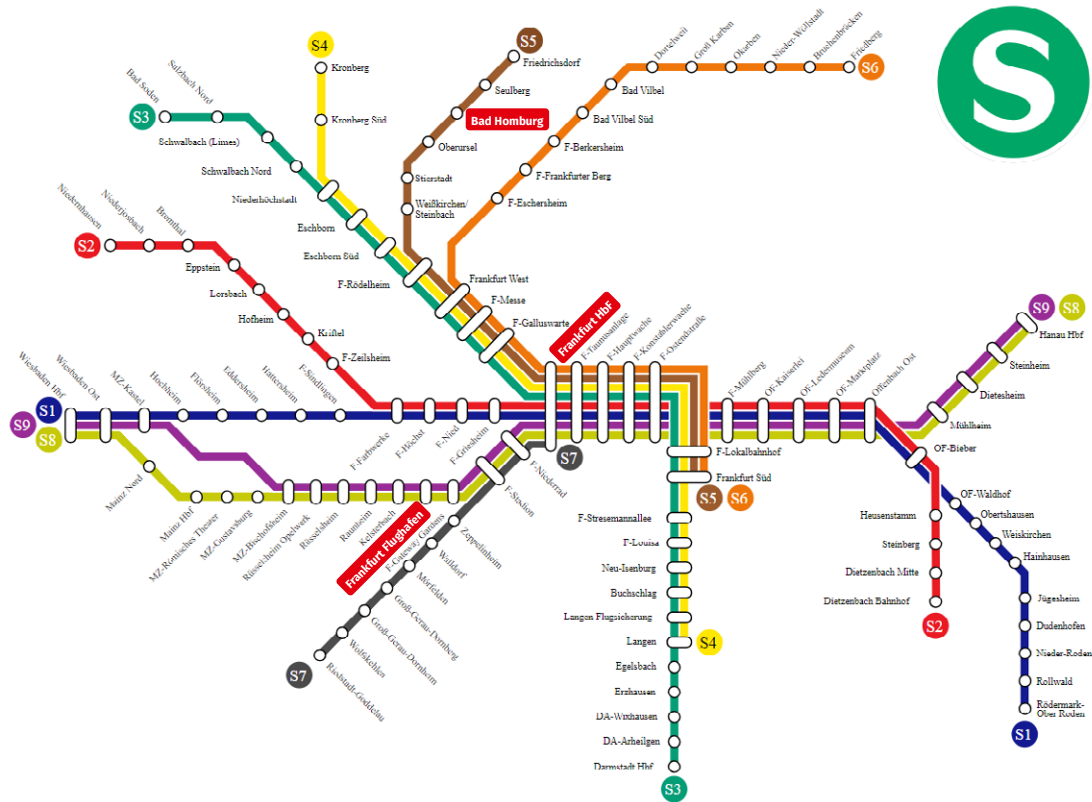 S
S4
Kronberg
Kronberg Süd
S5
Friedrichsdorf
Seulberg
Bad Homburg
Oberursel
Stierstadt
Weißkirchen/
Steinbach
Dortelweil
Groß Karben
Okarben
Nieder-Wöllstadt
Bruchenbrücken
Friedberg
S6
Bad Vilbel
Bad Vilbel Süd
F-Berkersheim
F-Frankfurter Berg
F-Eschersheim
S3
Bad Soden
Sulzbach Nord
Schwalbach (Limes)
Schwalbach Nord
Niederhöchstadt
Eschborn
Eschborn Süd
F-Rödelheim
Frankfurt West
F-Messe
F-Galluswarte
S2
Niedernhausen
Niederjosbach
Bremthal
Eppstein
Lorsbach
Hofheim
Kriftel
F-Zeilsheim
F-Sindlingen
Frankfurt HbF
F-Taunusanlage
F-Hauptwache
F-Konstablerwache
F-Ostendstraße
S9
S8
Hanau Hbf
Steinheim
Dietesheim
Mühlheim
F-Mühlberg
OF-Kaiserlei
OF-Ledermuseum
OF-Marktplatz
Offenbach Ost
S1
S9
S8
Wiesbaden Hbf
Wiesbaden Ost
MZ-Kastel
Hochheim
Flörsheim
Eddersheim
Hattersheim
F-Farbwerke
F-Höchst
F-Nied
F-Griesheim
Mainz Nord
Mainz Hbf
MZ-Römisches Theater
MZ-Gustavsburg
MZ-Bischofsheim
Rüsselsheim Opelwerk
Rüsselsheim
Raunheim
Kelsterbach
Frankfurt Flughafen
F-Gateway Gardens
F-Stadion
F-Niederrad
S7
Zeppelinheim
Walldorf
Mörfelden
Groß-Gerau-Dornberg
Groß-Gerau-Dornheim
Wolfskehlen
Riedstadt-Goddelau
S7
F-Lokalbahnhof
Frankfurt Süd
S5
S6
F-Stresemannallee
F-Louisa
Neu-Isenburg
Buchschlag
Langen Flugsicherung
Langen
S4
Egelsbach
Erzhausen
DA-Wixhausen
DA-Arheilgen
Darmstadt Hbf
S3
OF-Bieber
Heusenstamm
Steinberg
Dietzenbach Mitte
Dietzenbach Bahnhof
S2
OF-Waldhof
Obertshausen
Weiskirchen
Hainhausen
Jügesheim
Dudenhofen
Nieder-Roden
Rollwald
Rödermark-
Ober Roden
S1